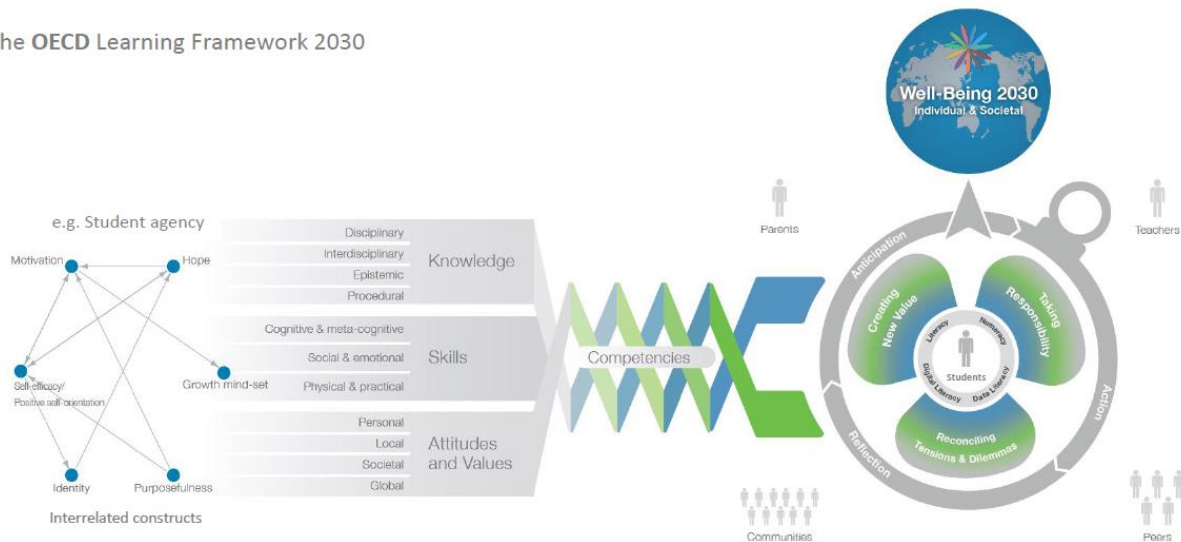 he OECD Learning Framework 2030
Well-Being 2030
Individual & Societal
e.g. Student agency
Motivation
Hope
Self-efficacy/
Positive self-orientation
Growth mind-set
Identity
Purposefulness
Interrelated constructs
Disciplinary
Interdisciplinary
Epistemic
Procedural
Knowledge
Cognitive & meta-cognitive
Social & emotional
Physical & practical
Skills
Personal
Local
Societal
Global
Attitudes
and Values
Competencies
Parents
Teachers
Anticipation
Action
Reflection
Creating
New Value
Taking
Responsibility
Literacy
Numeracy
Students
Digital Literacy
Data Literacy
Reconciling
Tensions & Dilemmas
Communities
Peers